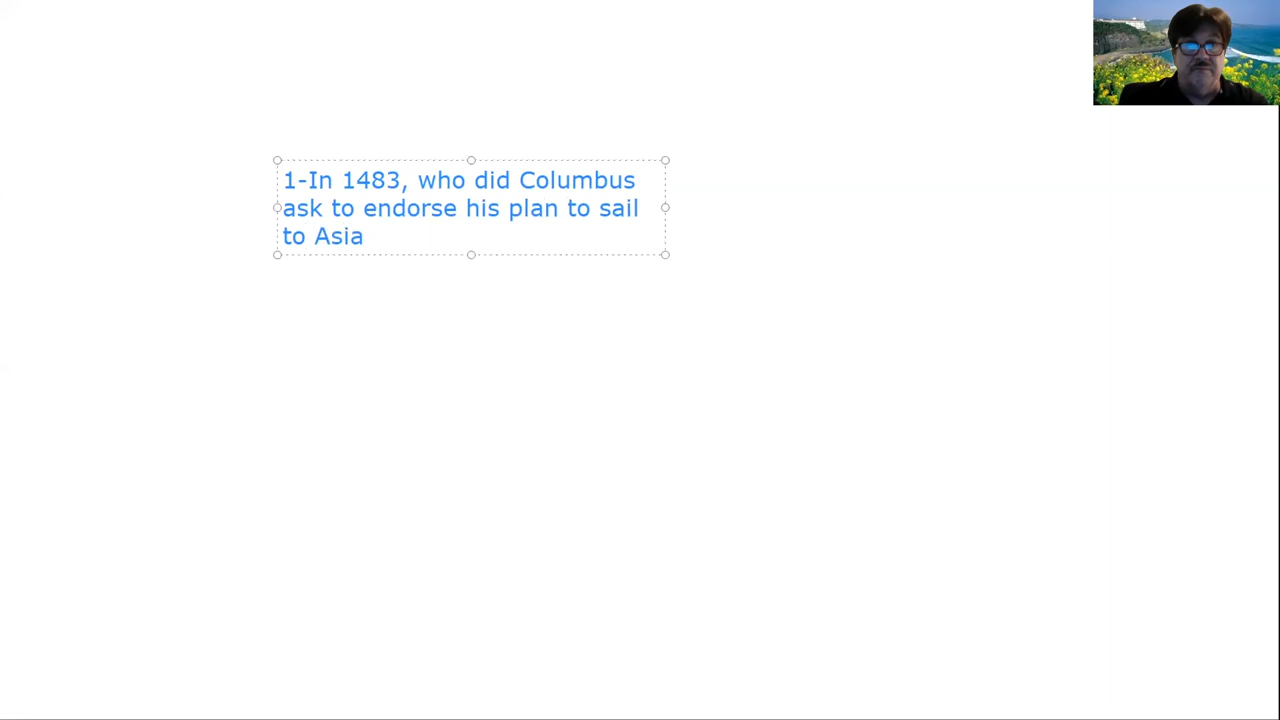 1-In 1483, who did Columbus
ask to endorse his plan to sail
to Asia